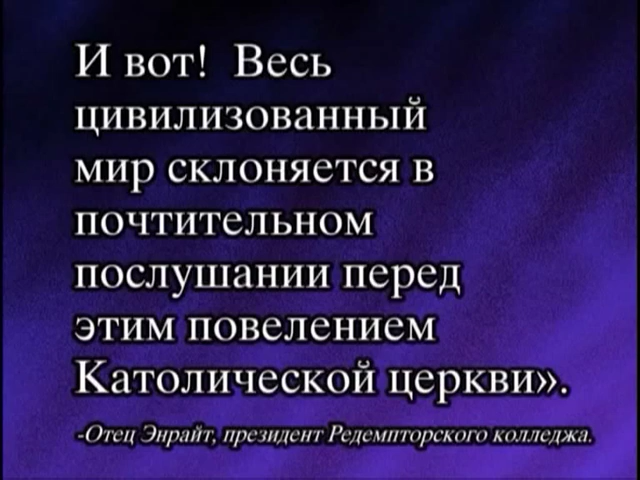 И вот!  Весь
цивилизованный
мир склоняется в
почтительном
послушании перед
этим повелением
Католической церкви».
-Отец Энрайт, президент Редемпторского колледжа.